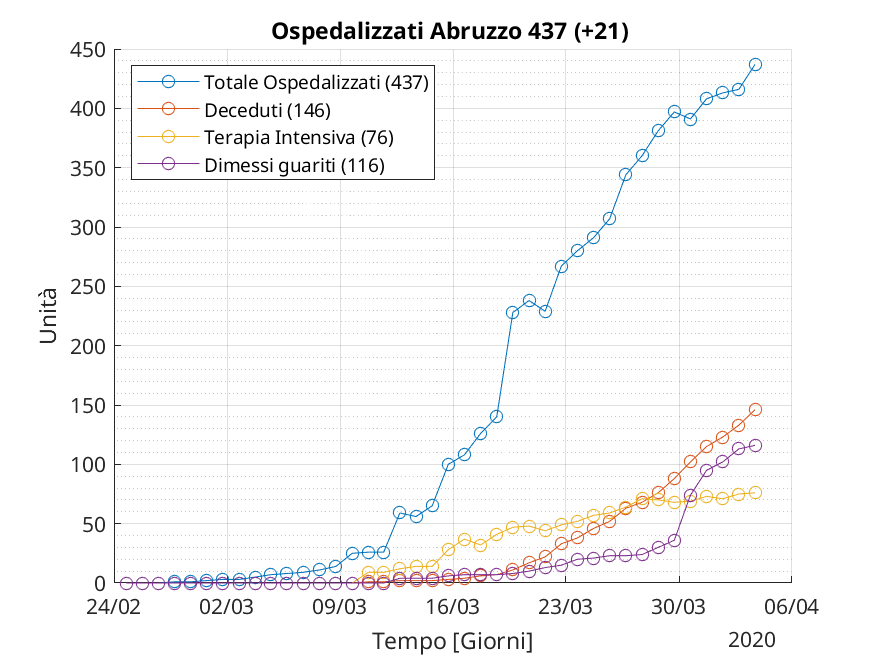 Ospedalizzati Abruzzo 437 (+21)
Totale Ospedalizzati (437)
Deceduti (146)
Terapia Intensiva (76)
Dimessi guariti (116)
450
400
350
300
250
200
150
100
50
0
Unità
24/02 02/03 09/03 16/03 23/03 30/03 06/04
Tempo [Giorni]
2020